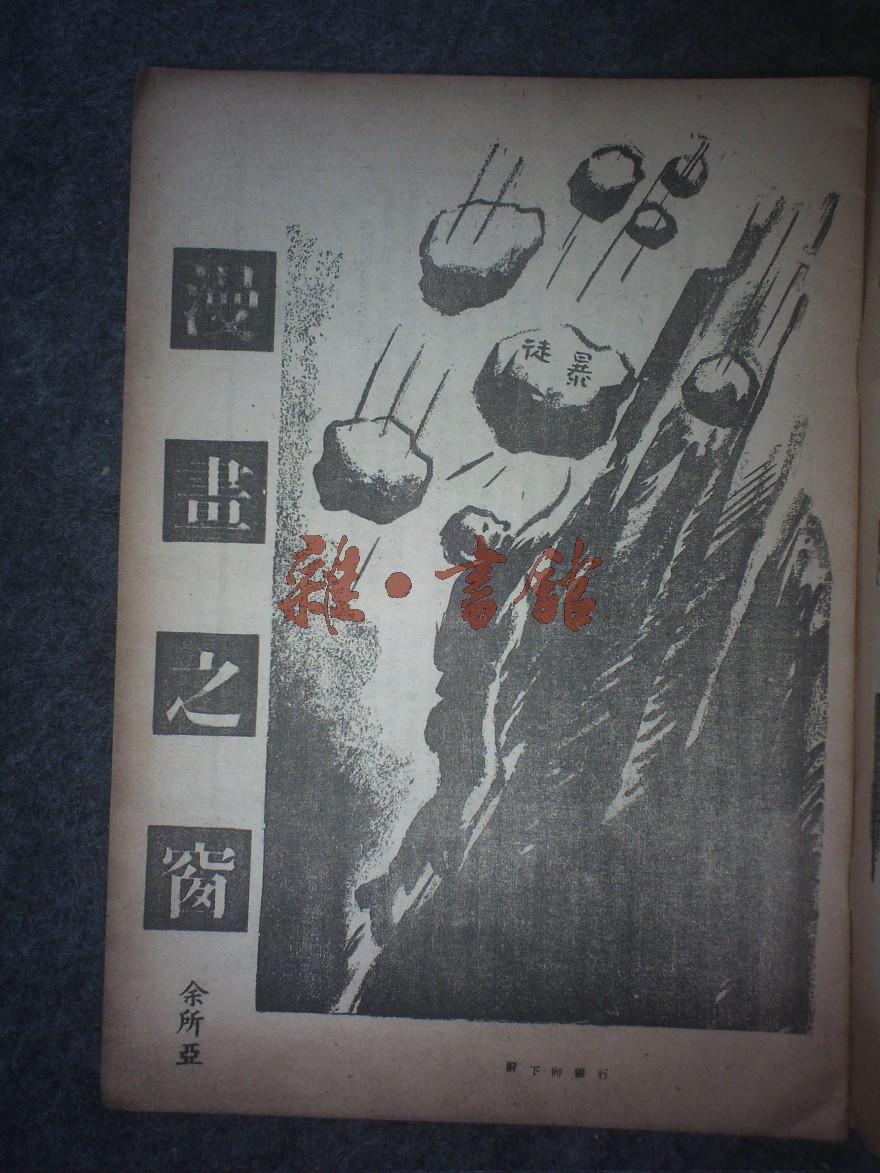 漫畫之窗
余所亞
暴徒
雜·書館
石頭向下